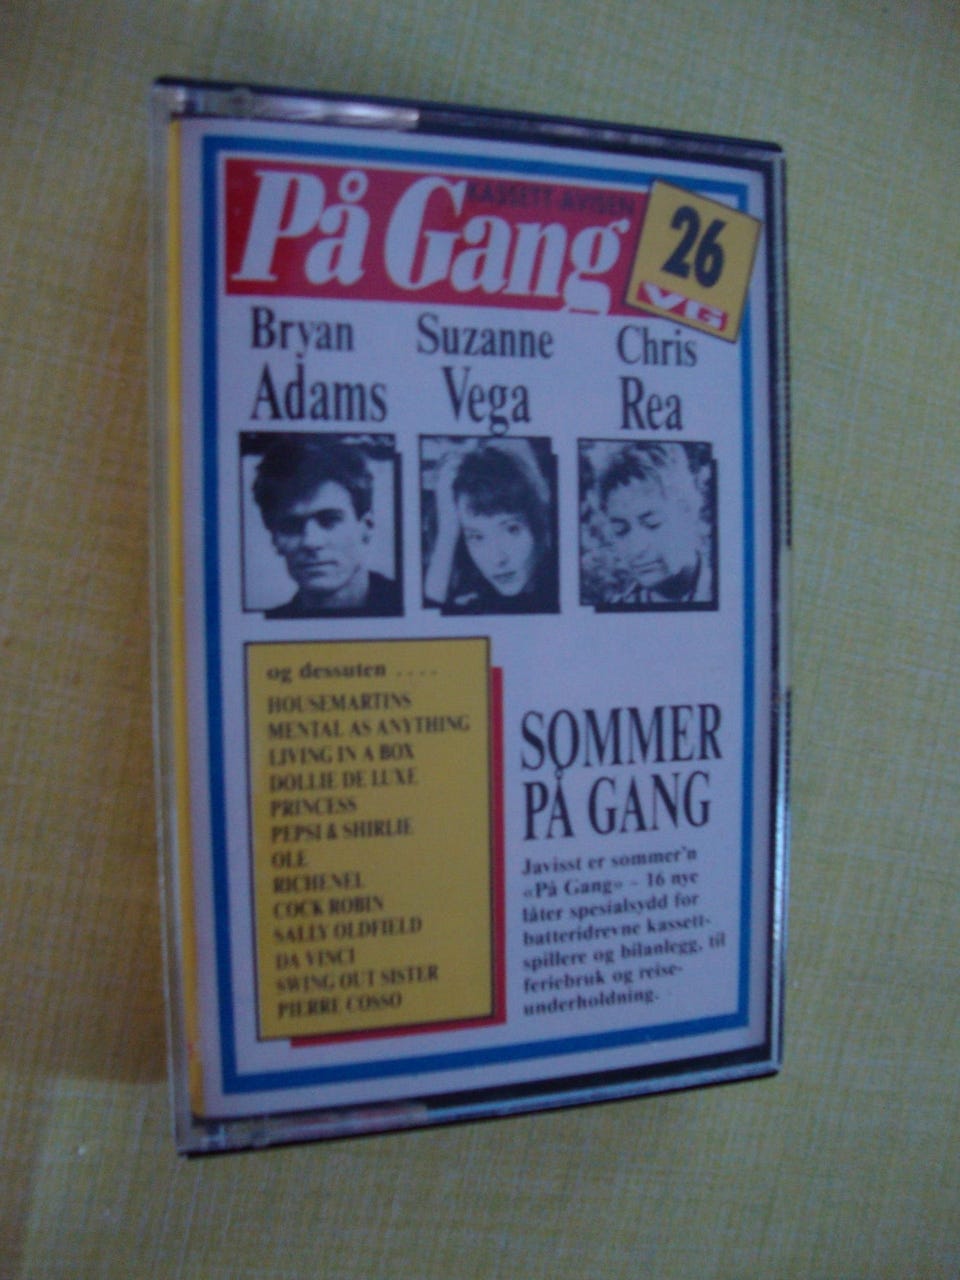 KASSETT-AVISEN
På Gang
26
VG
Bryan
Adams
Suzanne
Vega
Chris
Rea
og dessuten ....
HOUSEMARTINS
MENTAL AS ANYTHING
LIVING IN A BOX
DOLLIE DE LUXE
PRINCESS
PEPSI & SHIRLIE
OLE
RICHENEL
COCK ROBIN
SALLY OLDFIELD
DA VINCI
SWING OUT SISTER
PIERRE COSSO
SOMMER
PÅ GANG
Javisst er sommer'n
«På Gang» – 16 nye
låter spesialsydd for
batteridrevne kassett-
spillere og bilanlegg, til
feriebruk og reise-
underholdning.